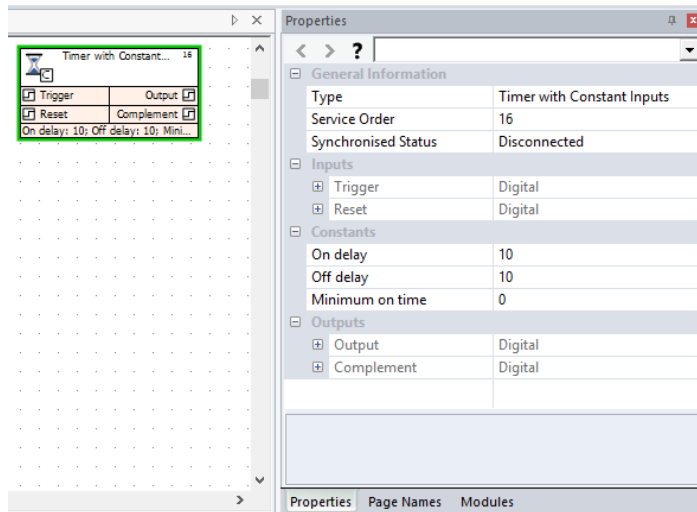 Timer with Constant... 16
Trigger Output
Reset Complement
On delay: 10; Off delay: 10; Mini...
Properties
?
General Information
Type Timer with Constant Inputs
Service Order 16
Synchronised Status Disconnected
Inputs
Trigger Digital
Reset Digital
Constants
On delay 10
Off delay 10
Minimum on time 0
Outputs
Output Digital
Complement Digital
Properties Page Names Modules